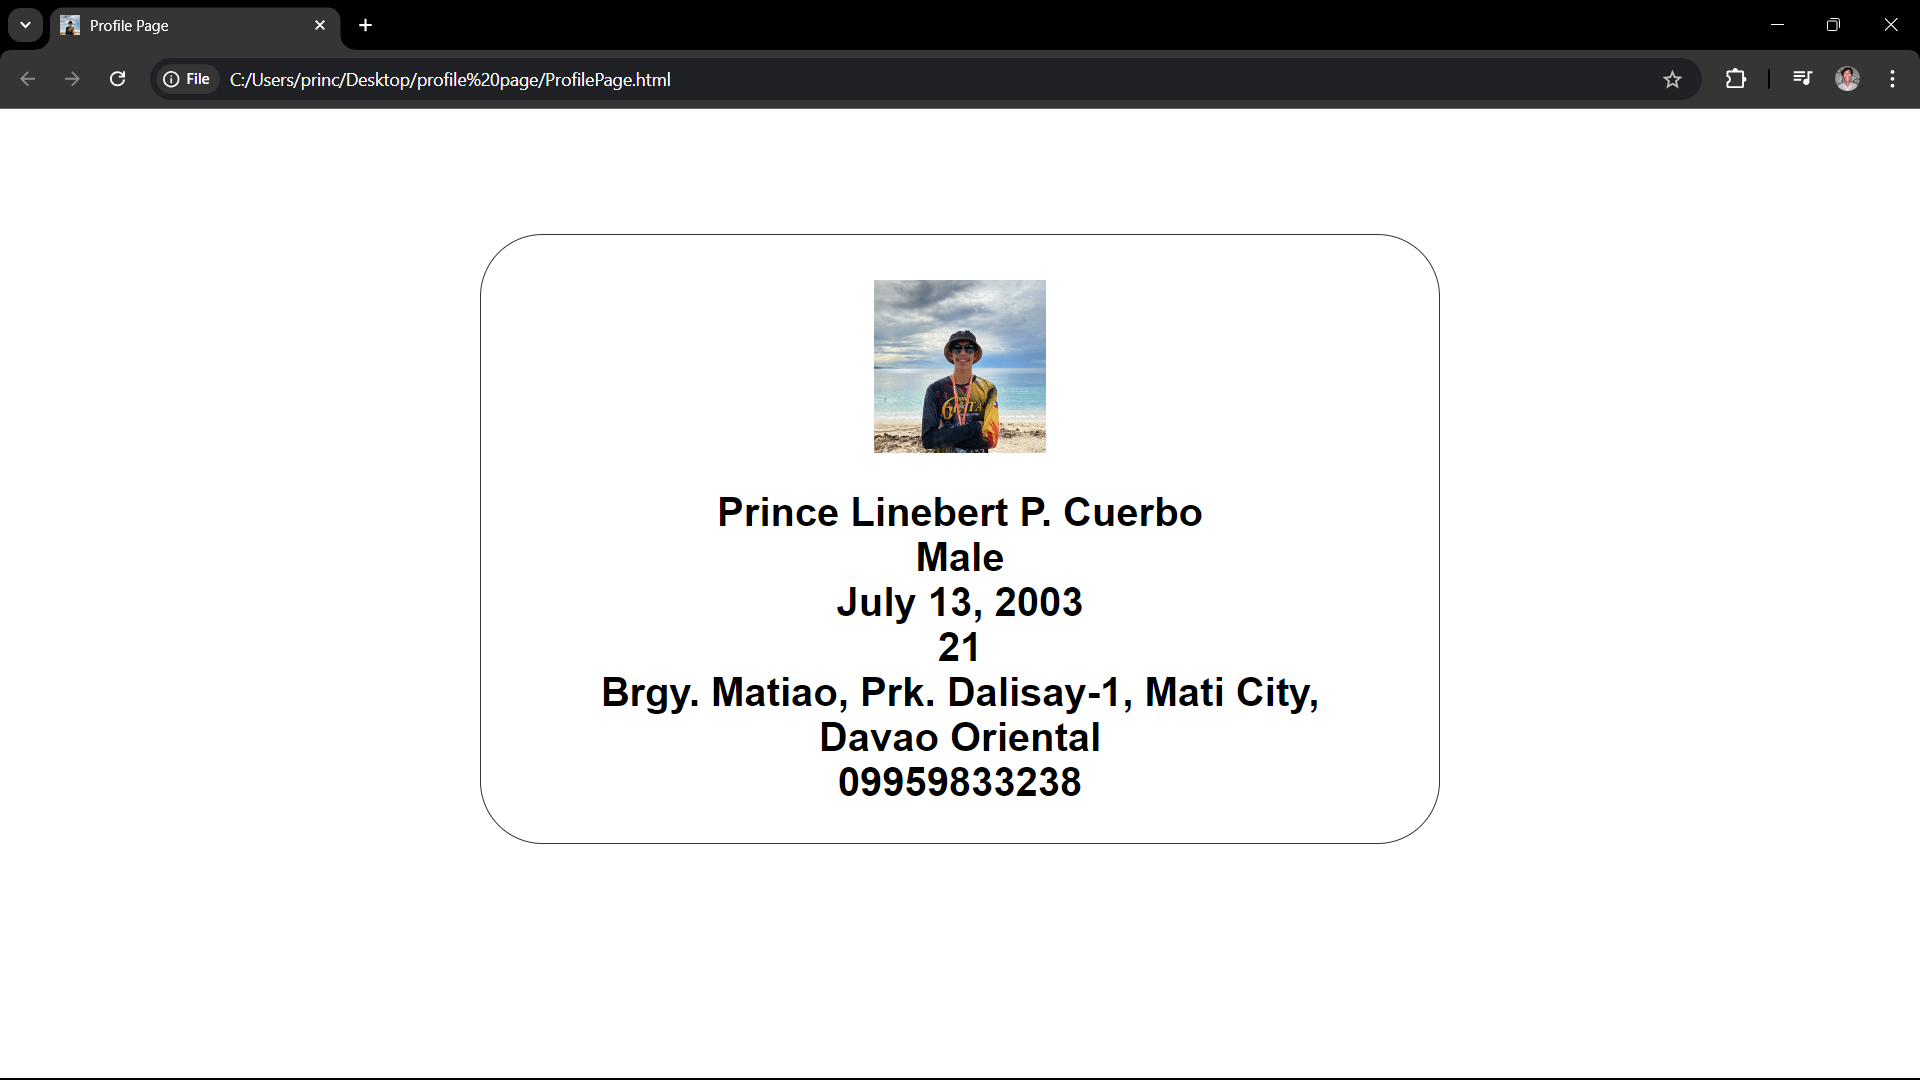 Profile Page
File
C:/Users/princ/Desktop/profile%20page/ProfilePage.html
Prince Linebert P. Cuerbo
Male
July 13, 2003
21
Brgy. Matiao, Prk. Dalisay-1, Mati City,
Davao Oriental
09959833238